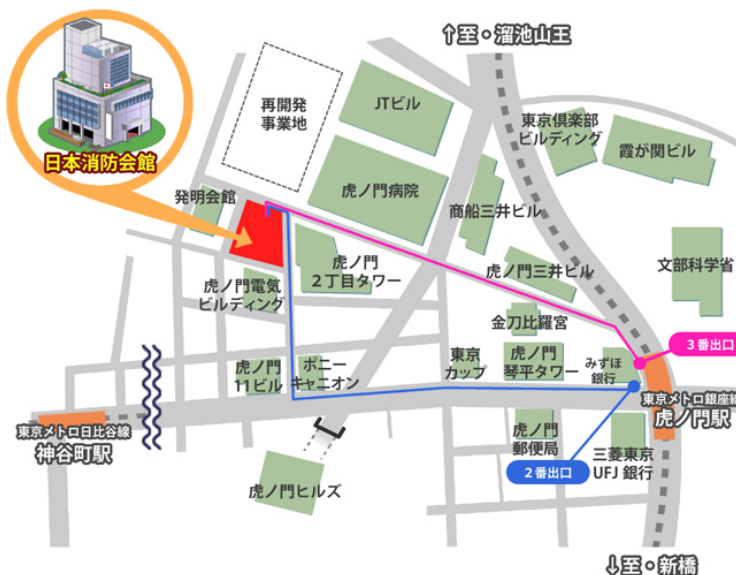 ↑至・溜池山王
日本消防会館
再開発
事業地
JTビル
東京倶楽部
ビルディング
霞が関ビル
発明会館
虎ノ門病院
商船三井ビル
虎ノ門
2丁目タワー
虎ノ門三井ビル
文部科学省
虎ノ門電気
ビルディング
金刀比羅宮
3番出口
虎ノ門
11ビル
ポニー
キャニオン
東京
カップ
虎ノ門
琴平タワー
みずほ
銀行
東京メトロ銀座線
虎ノ門駅
東京メトロ日比谷線
神谷町駅
虎ノ門
郵便局
三菱東京
UFJ 銀行
2番出口
虎ノ門ヒルズ
↓至・新橋